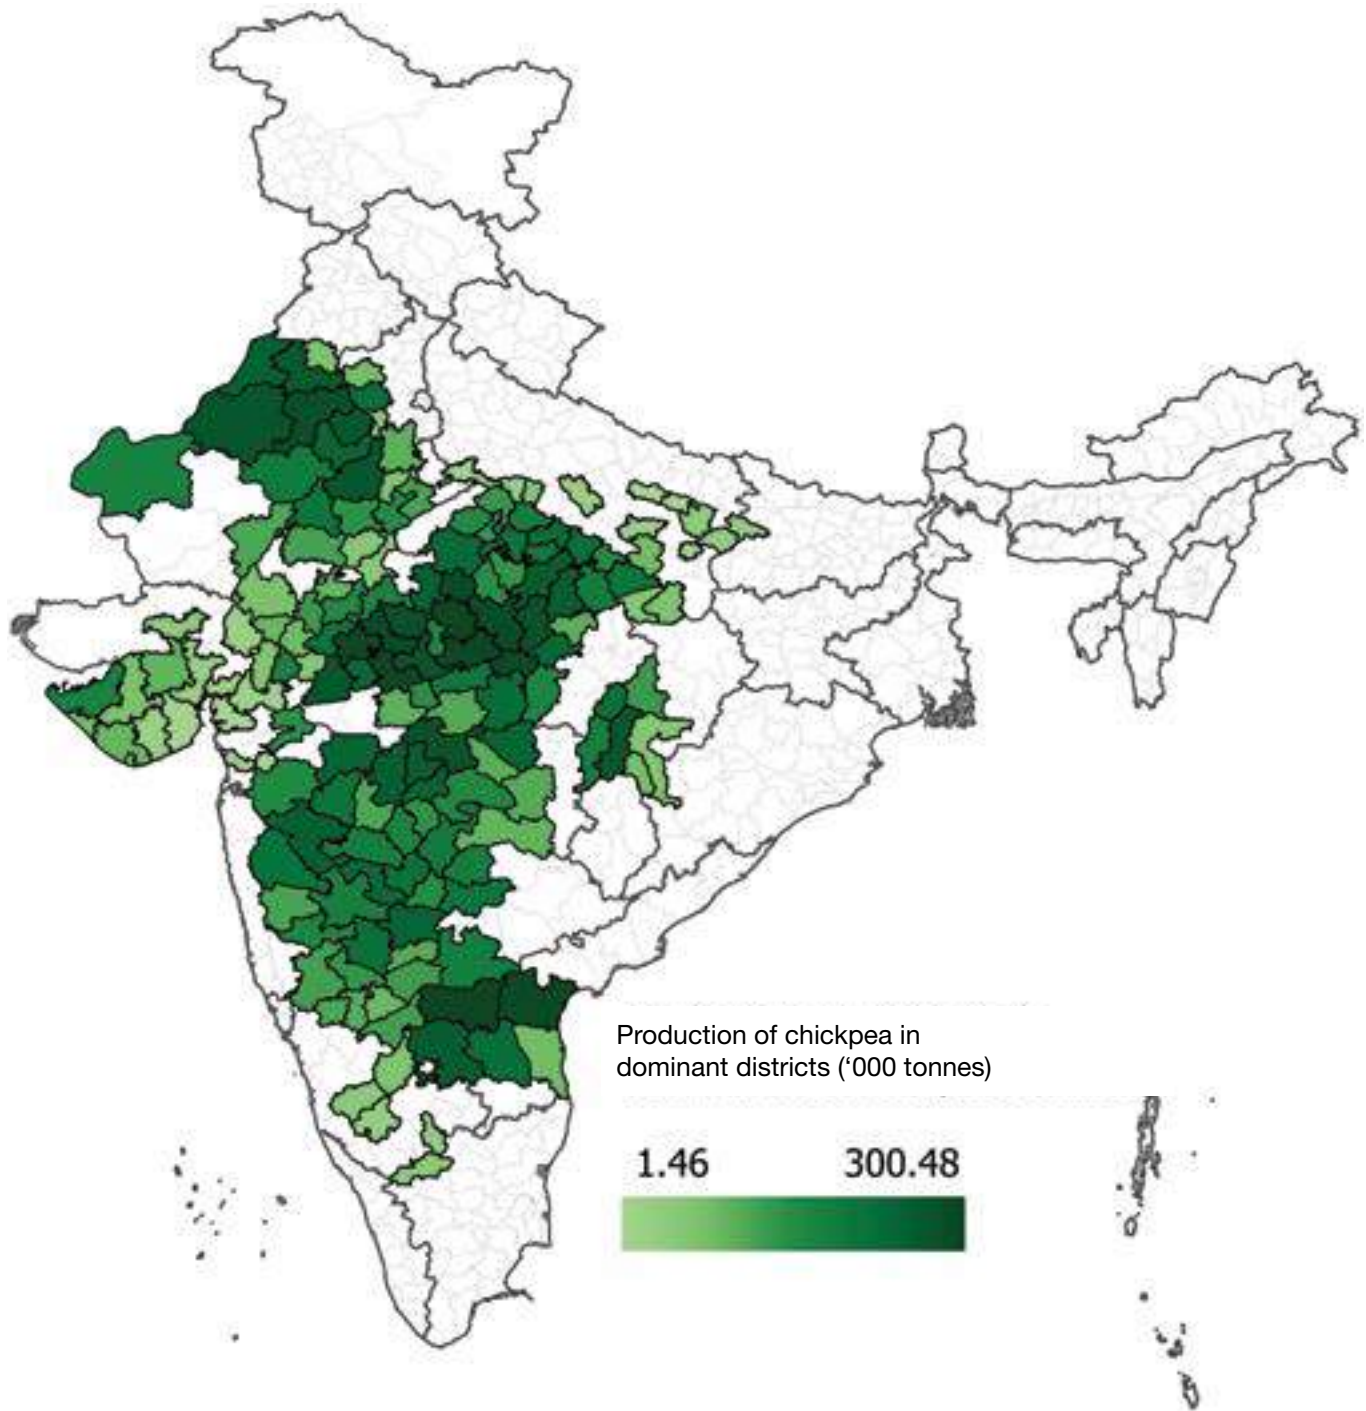 Production of chickpea in
dominant districts (‘000 tonnes)
1.46 300.48